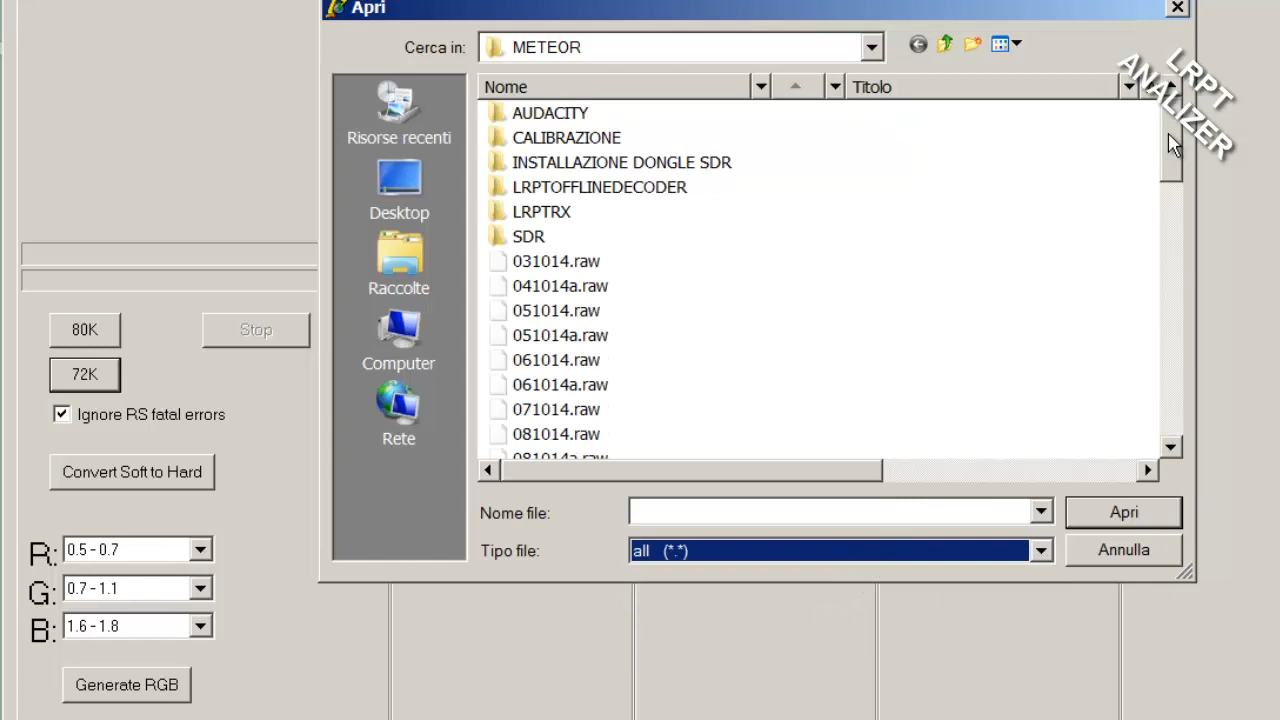 Apri
Cerca in: METEOR
LRPT
ANALIZER
Nome Titolo
Risorse recenti
Desktop
Raccolte
Computer
Rete
AUDACITY
CALIBRAZIONE
INSTALLAZIONE DONGLE SDR
LRPTOFFLINEDECODER
LRPTRX
SDR
031014.raw
041014a.raw
051014.raw
051014a.raw
061014.raw
061014a.raw
071014.raw
081014.raw
081014a.raw
Nome file: Apri
Tipo file: all (*.*) Annulla
80K Stop
72K
Ignore RS fatal errors
Convert Soft to Hard
R: 0.5 - 0.7
G: 0.7 - 1.1
B: 1.6 - 1.8
Generate RGB